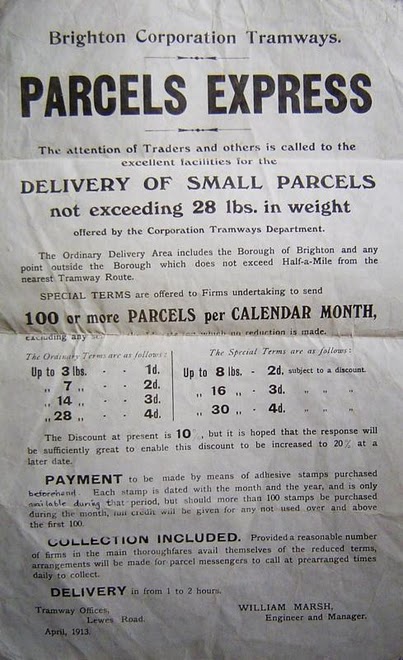 Brighton Corporation Tramways.
PARCELS EXPRESS
The attention of Traders and others is called to the
excellent facilities for the
DELIVERY OF SMALL PARCELS
not exceeding 28 lbs. in weight
offered by the Corporation Tramways Department.
The Ordinary Delivery Area includes the Borough of Brighton and any
point outside the Borough which does not exceed Half-a-Mile from the
nearest Tramway Route.
SPECIAL TERMS are offered to Firms undertaking to send
100 or more PARCELS per CALENDAR MONTH,
excluding any on which no reduction is made.
The Ordinary Terms are as follows:
Up to 3 lbs. - - 1d.
„ 7 „ - - 2d.
„ 14 „ - - 3d.
„ 28 „ - - 4d.
The Special Terms are as follows:
Up to 8 lbs. - 2d. subject to a discount.
„ 16 „ - 3d. „ „ „
„ 30 „ - 4d. „ „ „
The Discount at present is 10%, but it is hoped that the response will
be sufficiently great to enable this discount to be increased to 20% at a
later date.
PAYMENT to be made by means of adhesive stamps purchased
beforehand. Each stamp is dated with the month and the year, and is only
available during that period, but should more than 100 stamps be purchased
during the month, full credit will be given for any not used over and above
the first 100.
COLLECTION INCLUDED. Provided a reasonable number
of firms in the main thoroughfares avail themselves of the reduced terms,
arrangements will be made for parcel messengers to call at prearranged times
daily to collect.
DELIVERY in from 1 to 2 hours.
Tramway Offices,
Lewes Road.
April, 1913.
WILLIAM MARSH,
Engineer and Manager.